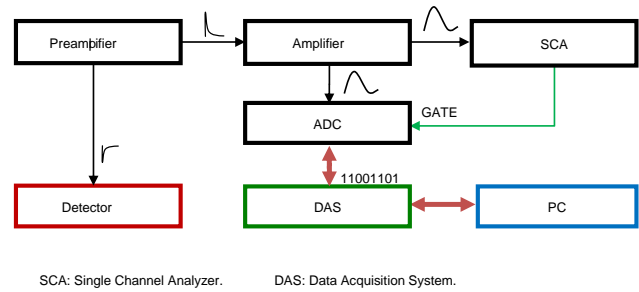 Preampifier
Amplifier
SCA
GATE
ADC
11001101
Detector
DAS
PC
SCA: Single Channel Analyzer.
DAS: Data Acquisition System.